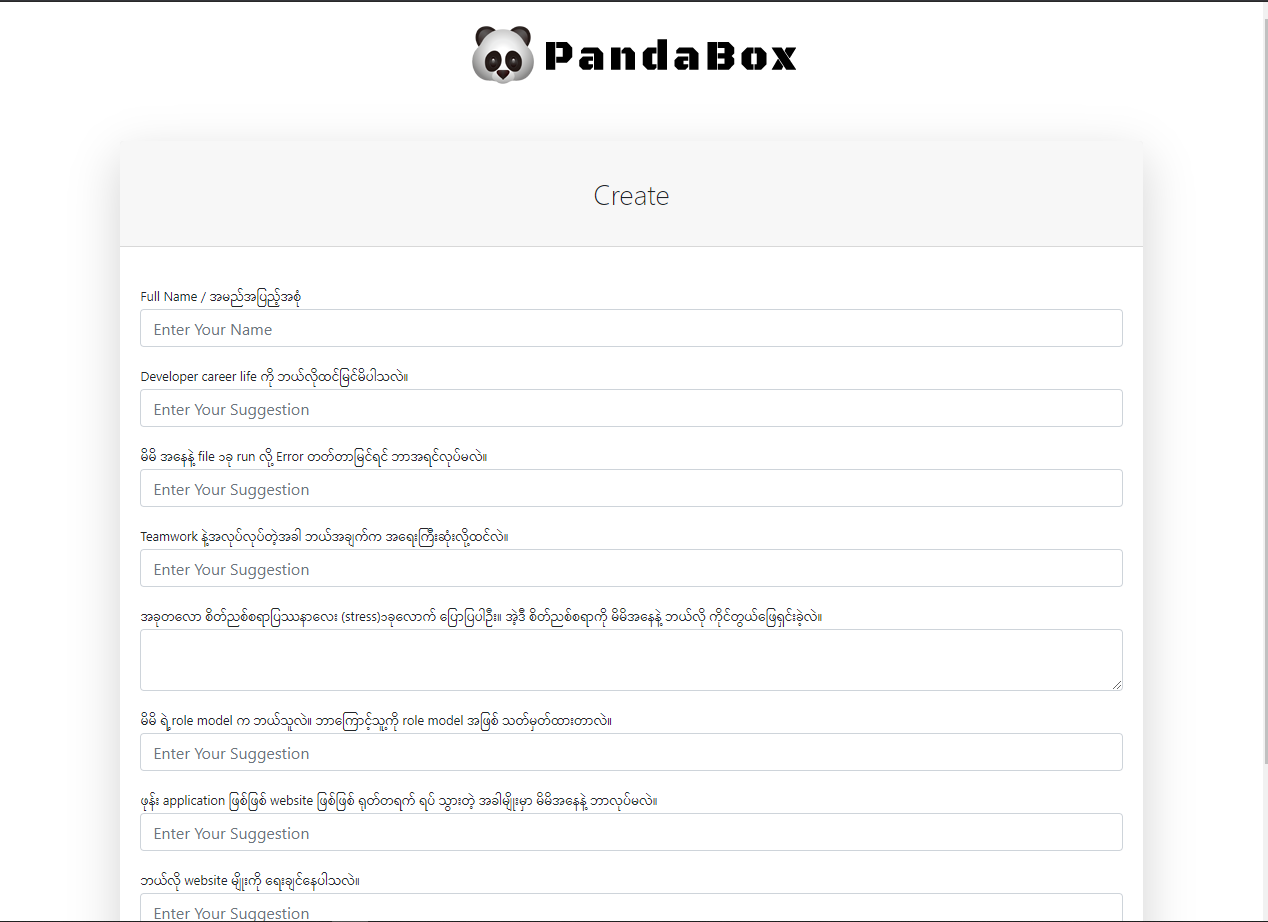 PandaBox
Create
Full Name / အမည်အပြည့်အစုံ
Enter Your Name
Developer career life ကို ဘယ်လိုထင်မြင်မိပါသလဲ။
Enter Your Suggestion
မိမိ အနေနဲ့ file ၁ခု run လို့ Error တတ်တာမြင်ရင် ဘာအရင်လုပ်မလဲ။
Enter Your Suggestion
Teamwork နဲ့အလုပ်လုပ်တဲ့အခါ ဘယ်အချက်က အရေးကြီးဆုံးလို့ထင်လဲ။
Enter Your Suggestion
အခုတလော စိတ်ညစ်စရာပြဿနာလေး (stress)၁ခုလောက် ပြောပြပါဦး။ အဲ့ဒီ စိတ်ညစ်စရာကို မိမိအနေနဲ့ ဘယ်လို ကိုင်တွယ်ဖြေရှင်းခဲ့လဲ။
မိမိ ရဲ့ role model က ဘယ်သူလဲ။ ဘာကြောင့်သူ့ကို role model အဖြစ် သတ်မှတ်ထားတာလဲ။
Enter Your Suggestion
ဖုန်း application ဖြစ်ဖြစ် website ဖြစ်ဖြစ် ရုတ်တရက် ရပ် သွားတဲ့ အခါမျိုးမှာ မိမိအနေနဲ့ ဘာလုပ်မလဲ။
Enter Your Suggestion
ဘယ်လို website မျိုးကို ရေးချင်နေပါသလဲ။
Enter Your Suggestion